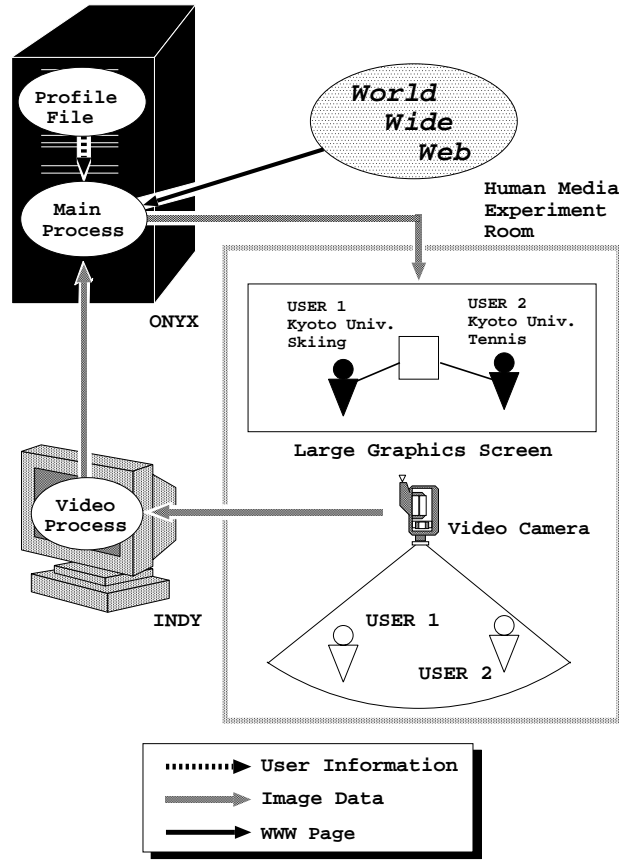 Profile
File
World
Wide
Web
Main
Process
Human Media
Experiment
Room
ONYX
USER 1
Kyoto Univ.
Skiing
USER 2
Kyoto Univ.
Tennis
Large Graphics Screen
Video
Process
Video Camera
INDY
USER 1
USER 2
User Information
Image Data
WWW Page